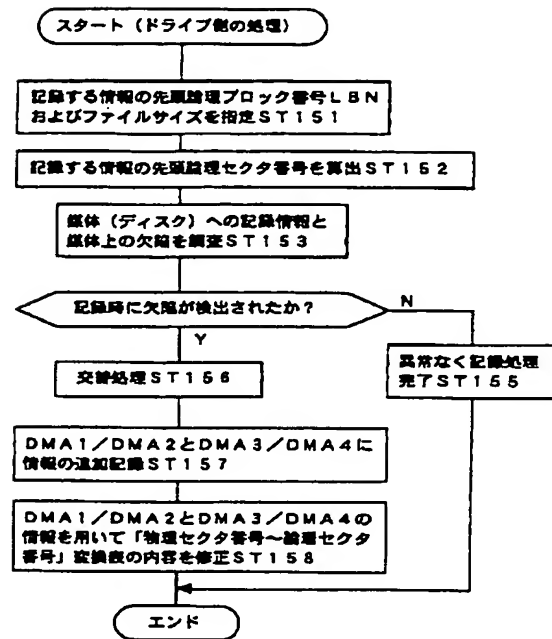 スタート（ドライブ側の処理）
記録する情報の先頭論理ブロック番号ＬＢＮ
およびファイルサイズを指定ＳＴ１５１
記録する情報の先頭論理セクタ番号を算出ＳＴ１５２
媒体（ディスク）への記録情報と
媒体上の欠陥を調査ＳＴ１５３
記録時に欠陥が検出されたか？
N
Y
異常なく記録処理
完了ＳＴ１５５
交替処理ＳＴ１５６
ＤＭＡ１／ＤＭＡ２とＤＭＡ３／ＤＭＡ４に
情報の追加記録ＳＴ１５７
ＤＭＡ１／ＤＭＡ２とＤＭＡ３／ＤＭＡ４の
情報を用いて「物理セクタ番号～論理セクタ
番号」変換表の内容を修正ＳＴ１５８
エンド